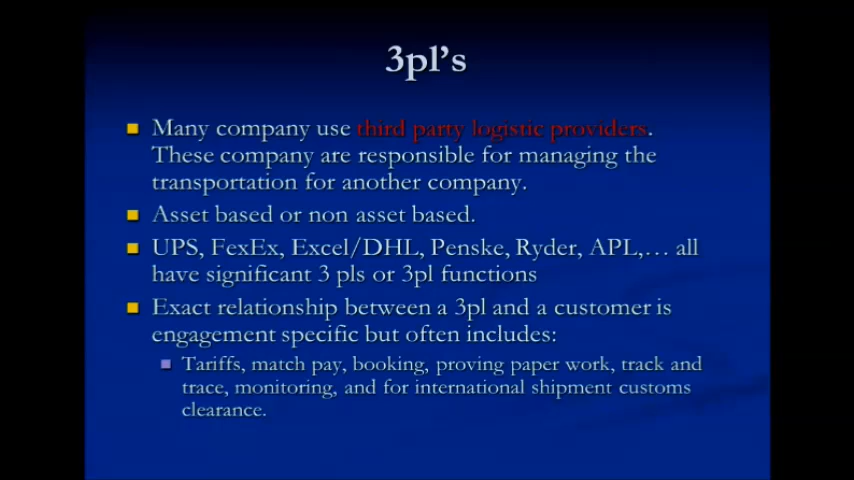 3pl's
Many company use third party logistic providers.
These company are responsible for managing the
transportation for another company.
Asset based or non asset based.
UPS, FexEx, Excel/DHL, Penske, Ryder, APL,… all
have significant 3 pls or 3pl functions
Exact relationship between a 3pl and a customer is
engagement specific but often includes:
Tariffs, match pay, booking, proving paper work, track and
trace, monitoring, and for international shipment customs
clearance.